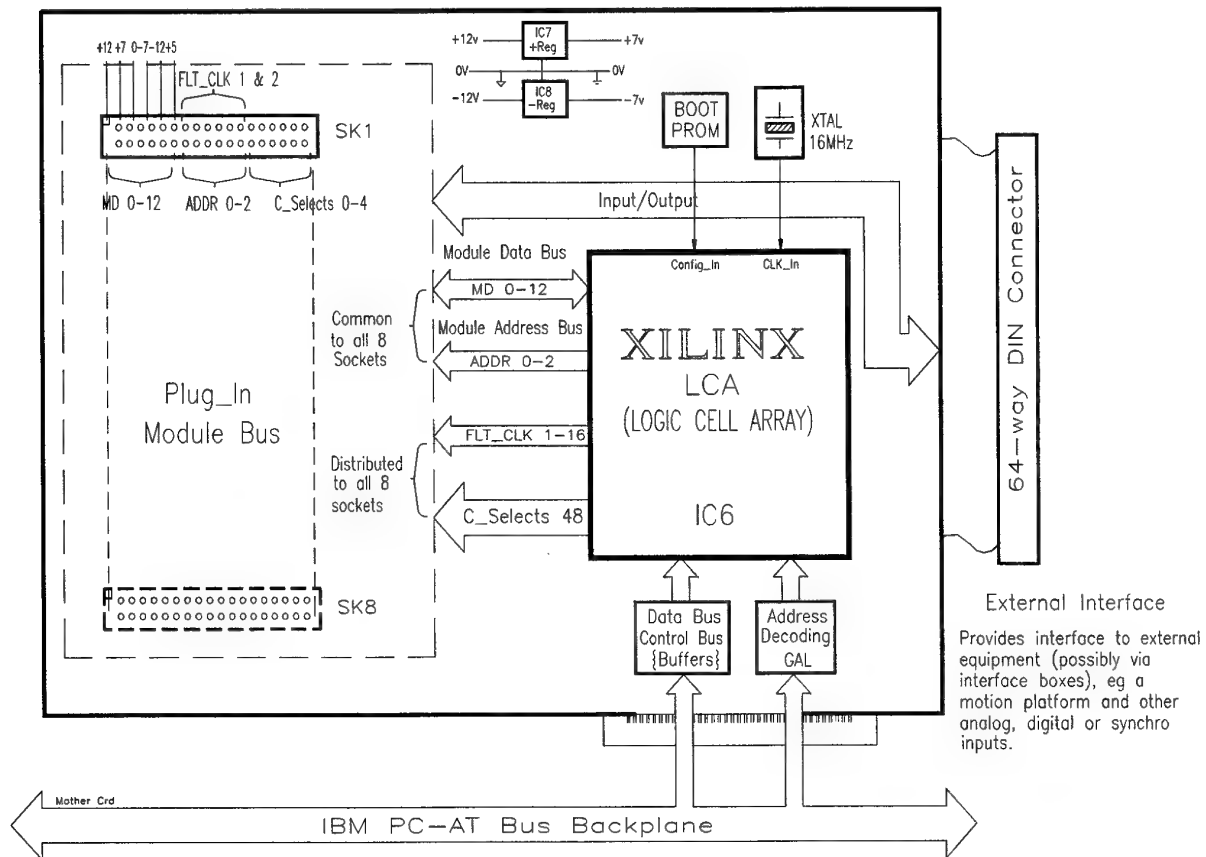 +12 +7 0-7-12+5
FLT_CLK 1 & 2
SK1
MD 0-12 ADDR 0-2 C_Selects 0-4
+12v IC7 +Reg +7v
0V 0V
-12V IC8 -Reg -7v
BOOT
PROM
XTAL
16MHz
Input/Output
Module Data Bus
MD 0-12
Common
to all 8
Sockets
Module Address Bus
ADDR 0-2
Plug_In
Module Bus
FLT_CLK 1-16
Distributed
to all 8
sockets
C_Selects 48
Config_In CLK_In
XILINX
LCA
(LOGIC CELL ARRAY)
IC6
64-way DIN Connector
SK8
Data Bus
Control Bus
{Buffers}
Address
Decoding
GAL
External Interface
Provides interface to external
equipment (possibly via
interface boxes), eg a
motion platform and other
analog, digital or synchro
inputs.
Mother Crd
IBM PC-AT Bus Backplane